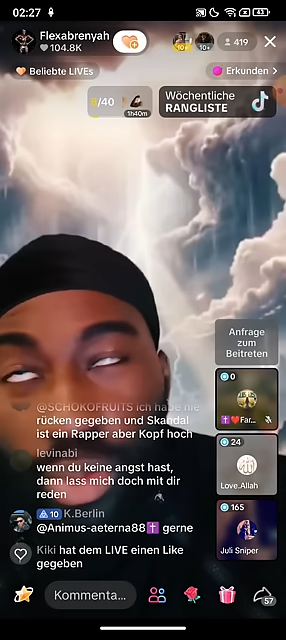 02:27
43
Flexabrenyah
104.8K
10+
10+
419
Beliebte LIVEs
Erkunden
/40
1h40m
Wöchentliche
RANGLISTE
Anfrage
zum
Beitreten
0
Far...
24
Love.Allah
165
Juli Sniper
@SCHOKOFRUITS ich habe nie
rücken gegeben und Skandal
ist ein Rapper aber Kopf hoch
levinabi
wenn du keine angst hast,
dann lass mich doch mit dir
reden
10 K.Berlin
@Animus-aeterna88✝️ gerne
Kiki hat dem LIVE einen Like
gegeben
Kommenta...
57